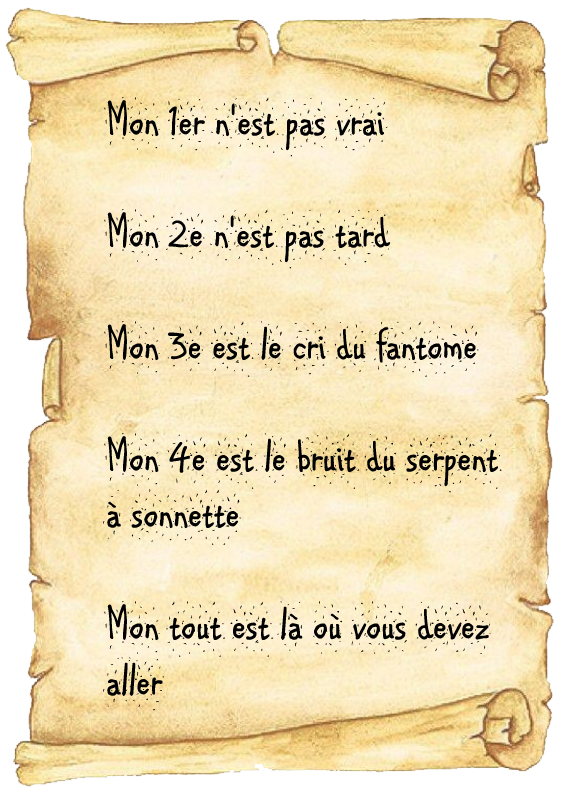 Mon 1er n'est pas vrai
Mon 2e n'est pas tard
Mon 3e est le cri du fantome
Mon 4e est le bruit du serpent
à sonnette
Mon tout est là où vous devez
aller